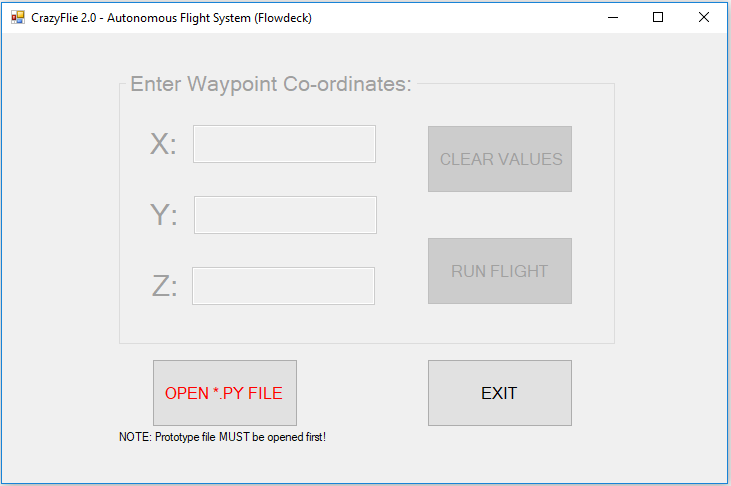 CrazyFlie 2.0 - Autonomous Flight System (Flowdeck)
Enter Waypoint Co-ordinates:
X:
CLEAR VALUES
Y:
Z:
RUN FLIGHT
OPEN *.PY FILE
EXIT
NOTE: Prototype file MUST be opened first!